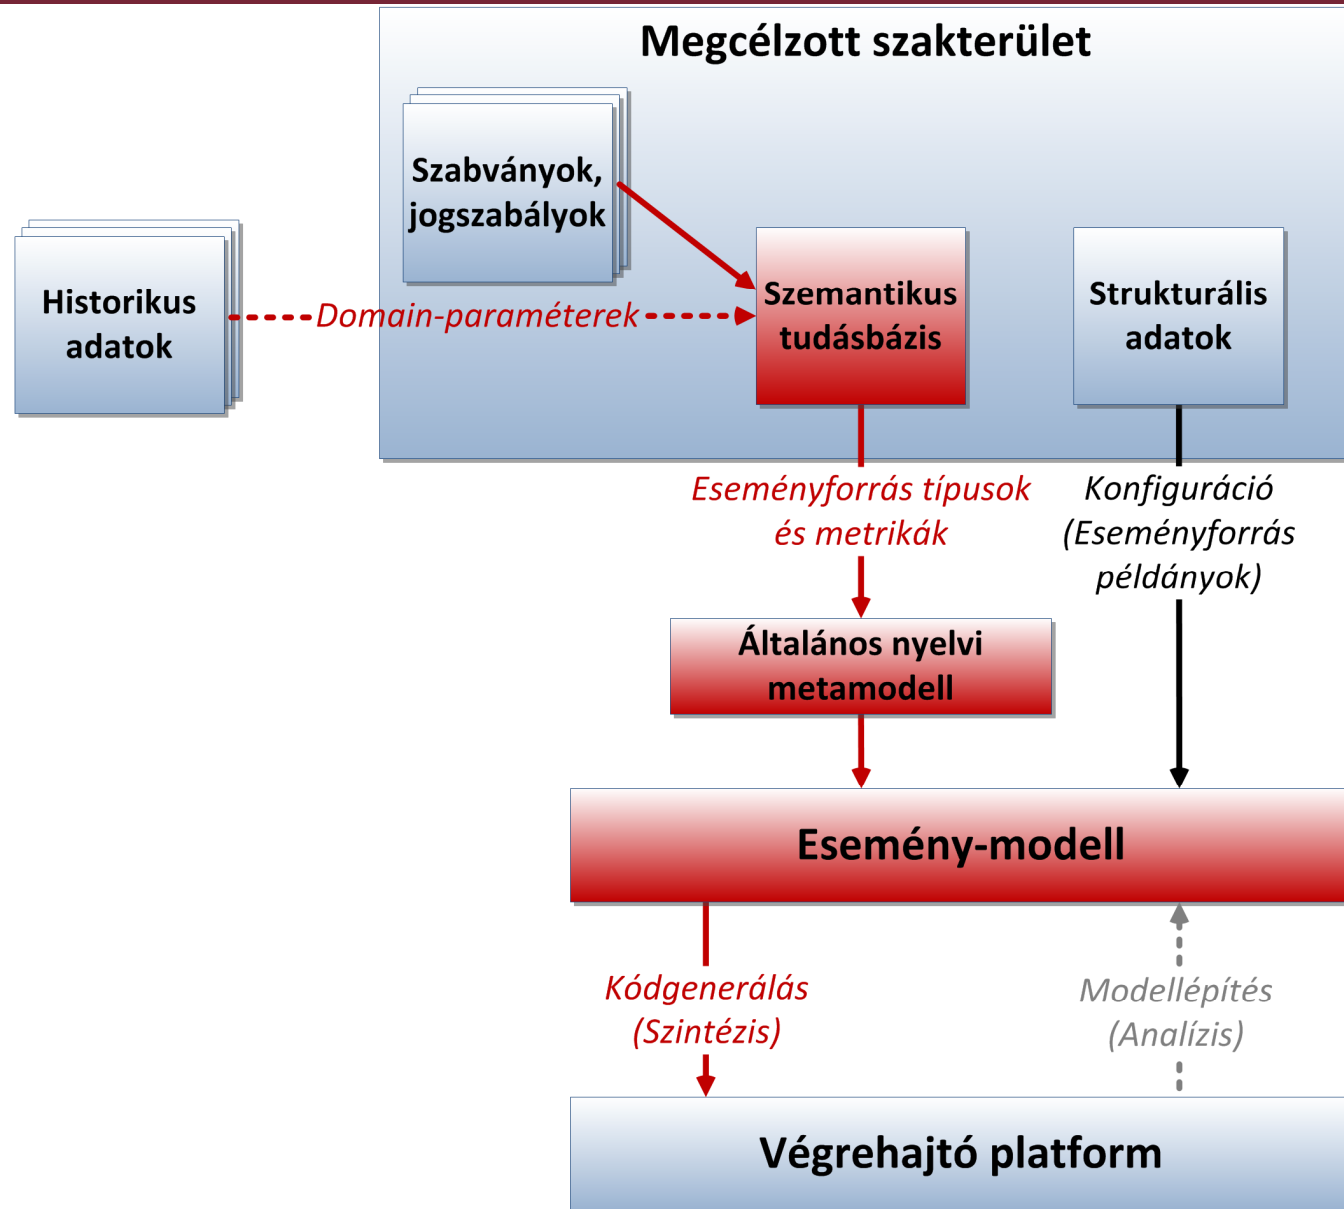 Megcélzott szakterület
Szabványok,
jogszabályok
Historikus
adatok
Domain-paraméterek
Szemantikus
tudásbázis
Strukturális
adatok
Eseményforrás típusok
és metrikák
Konfiguráció
(Eseményforrás
példányok)
Általános nyelvi
metamodell
Esemény-modell
Kódgenerálás
(Szintézis)
Modellépítés
(Analízis)
Végrehajtó platform